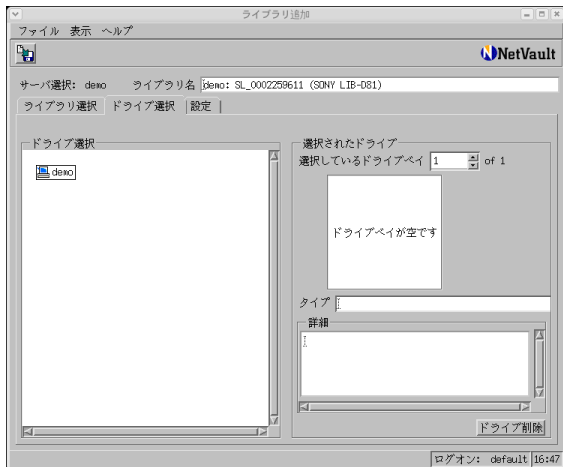 ライブラリ追加
ファイル 表示 ヘルプ
NetVault
サーバ選択: demo ライブラリ名 demo: SL_0002259611 (SONY LIB-D81)
ライブラリ選択 ドライブ選択 設定
ドライブ選択
demo
選択されたドライブ
選択しているドライブベイ 1 of 1
ドライブベイが空です
タイプ
詳細
ドライブ削除
ログオン: default 16:47